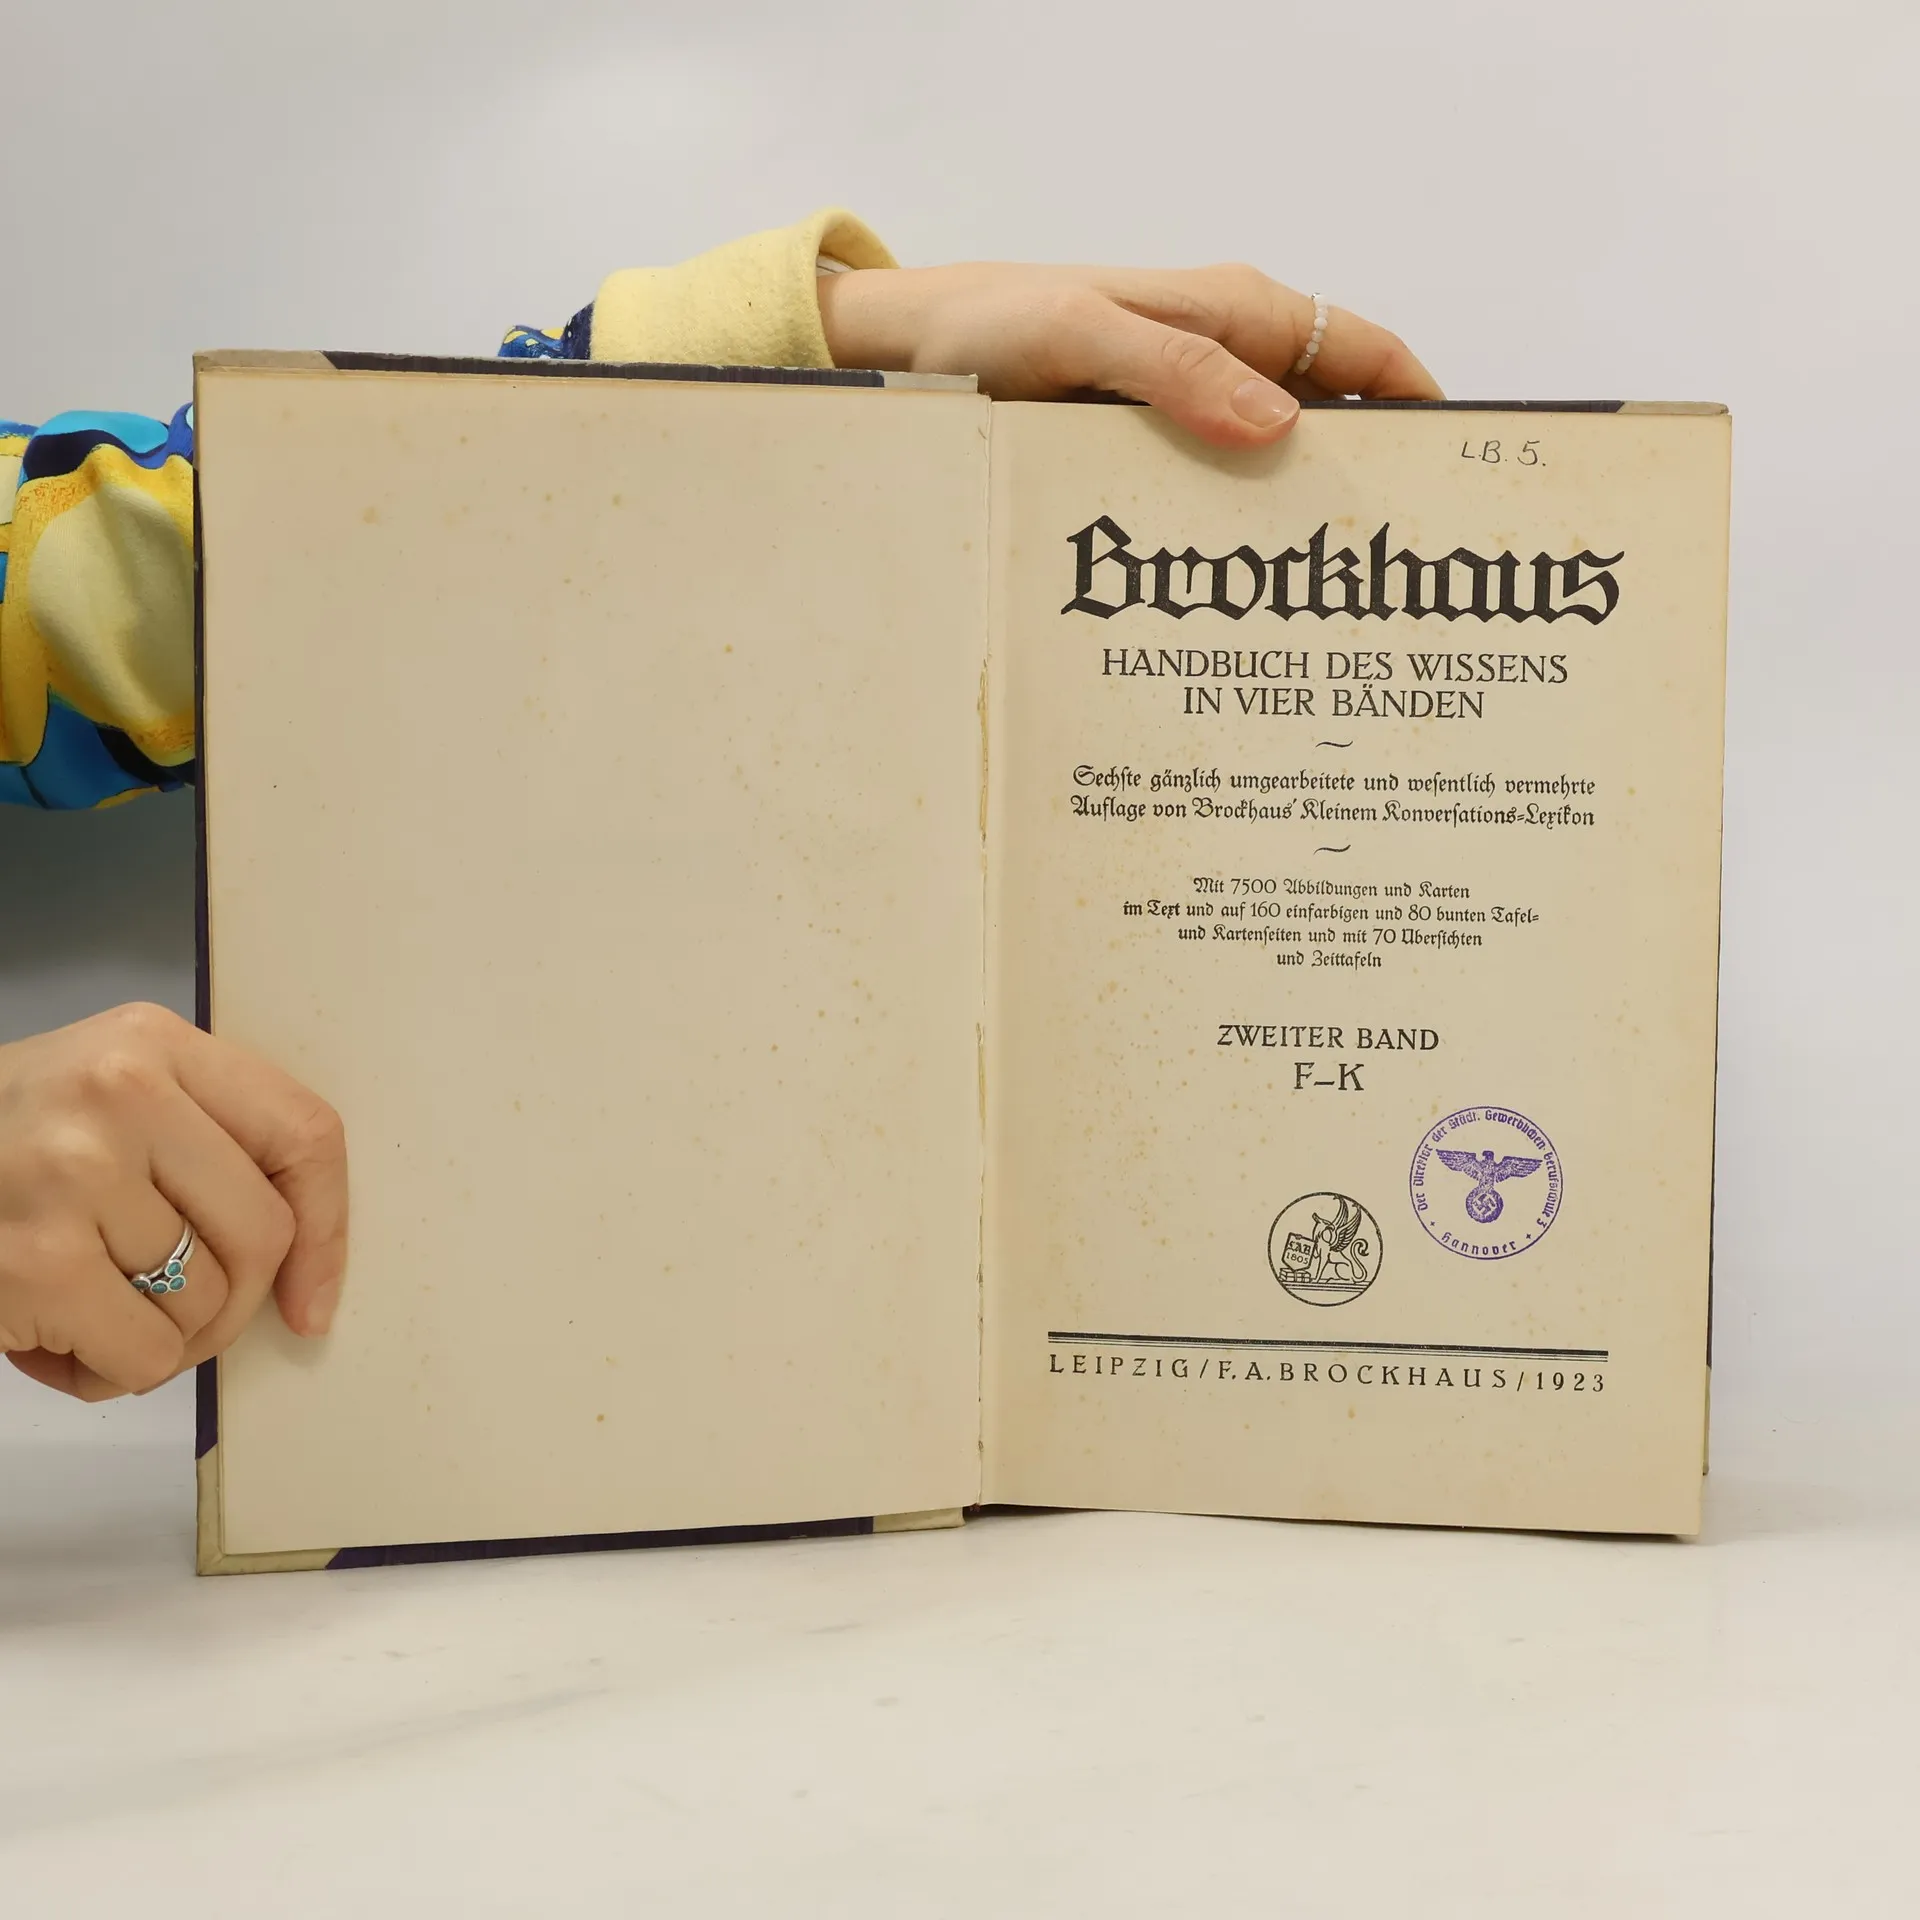 L.B. 5.
Brockhaus
HANDBUCH DES WISSENS
IN VIER BÄNDEN
Sechste gänzlich umgearbeitete und wesentlich vermehrte
Auflage von Brockhaus' Kleinem Konversations-Lexikon
Mit 7500 Abbildungen und Karten
im Text und auf 160 einfarbigen und 80 bunten Tafel-
und Kartenseiten und mit 70 Übersichten
und Zeittafeln
ZWEITER BAND
F–K
Der Direktor der Städt. Gewerblichen Berufsschule 3
Hannover
FAB
1805
LEIPZIG / F. A. BROCKHAUS / 1923